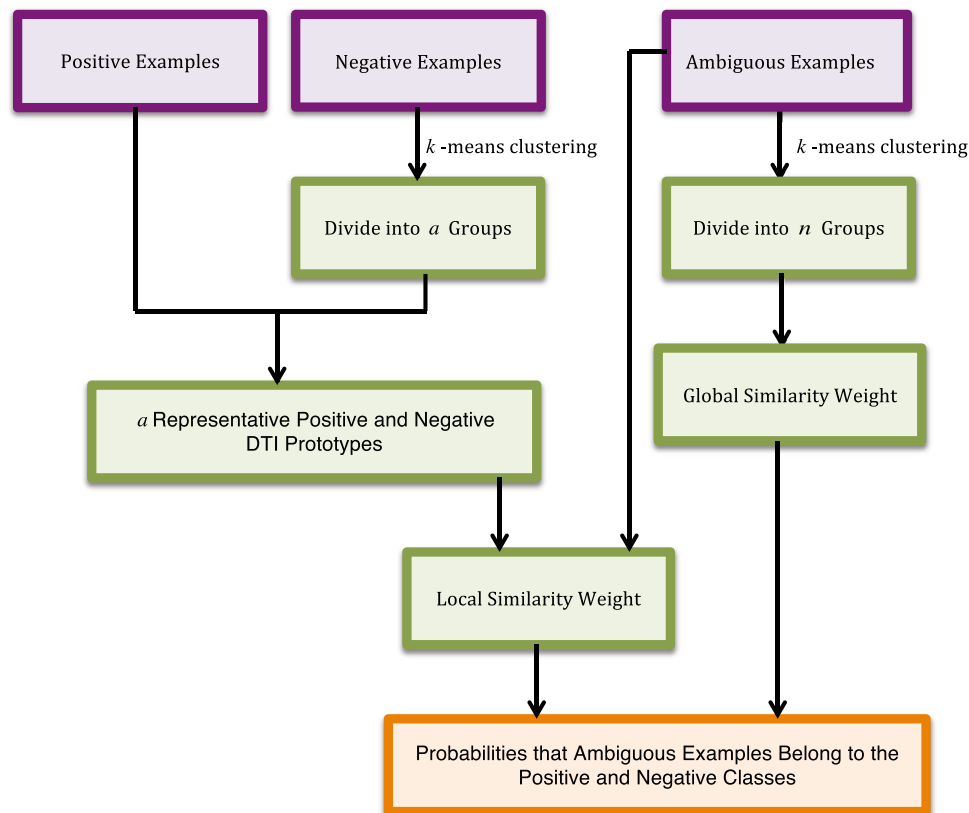 Positive Examples
Negative Examples
Ambiguous Examples
k -means clustering
k -means clustering
Divide into a Groups
Divide into n Groups
Global Similarity Weight
a Representative Positive and Negative
DTI Prototypes
Local Similarity Weight
Probabilities that Ambiguous Examples Belong to the
Positive and Negative Classes